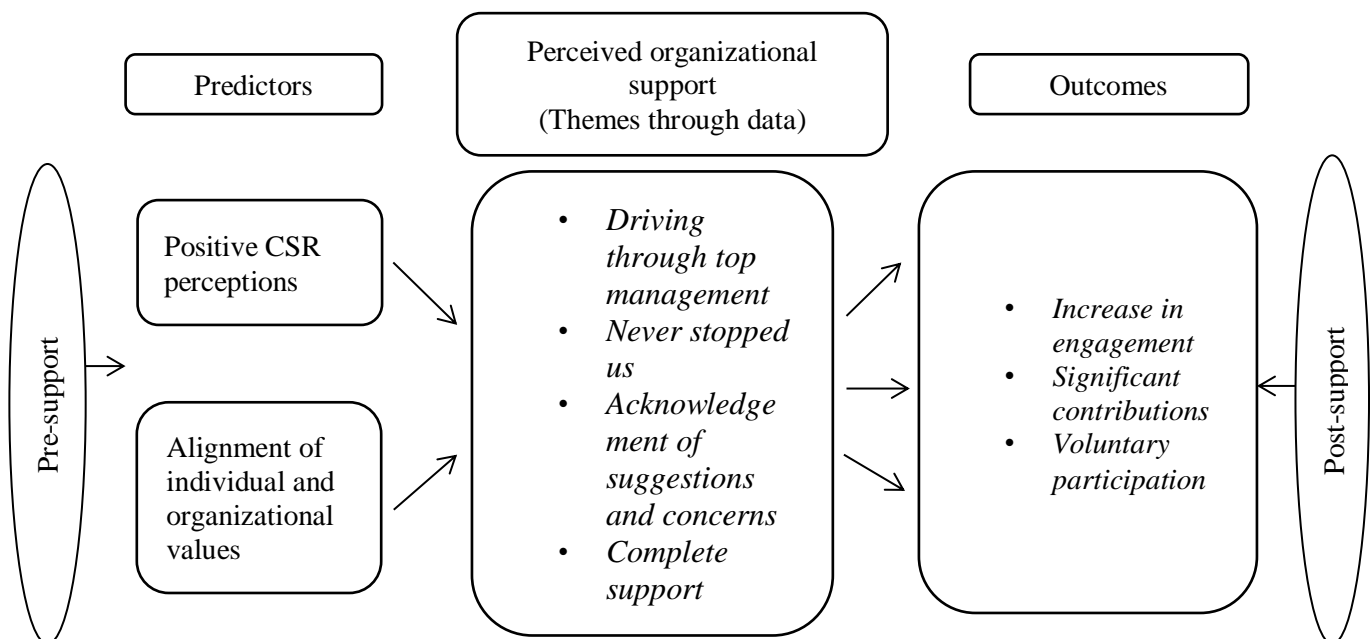 Predictors
Perceived organizational
support
(Themes through data)
Outcomes
Pre-support
Positive CSR
perceptions
Alignment of
individual and
organizational
values
• Driving
through top
management
• Never stopped
us
• Acknowledge
ment of
suggestions
and concerns
• Complete
support
• Increase in
engagement
• Significant
contributions
• Voluntary
participation
Post-support